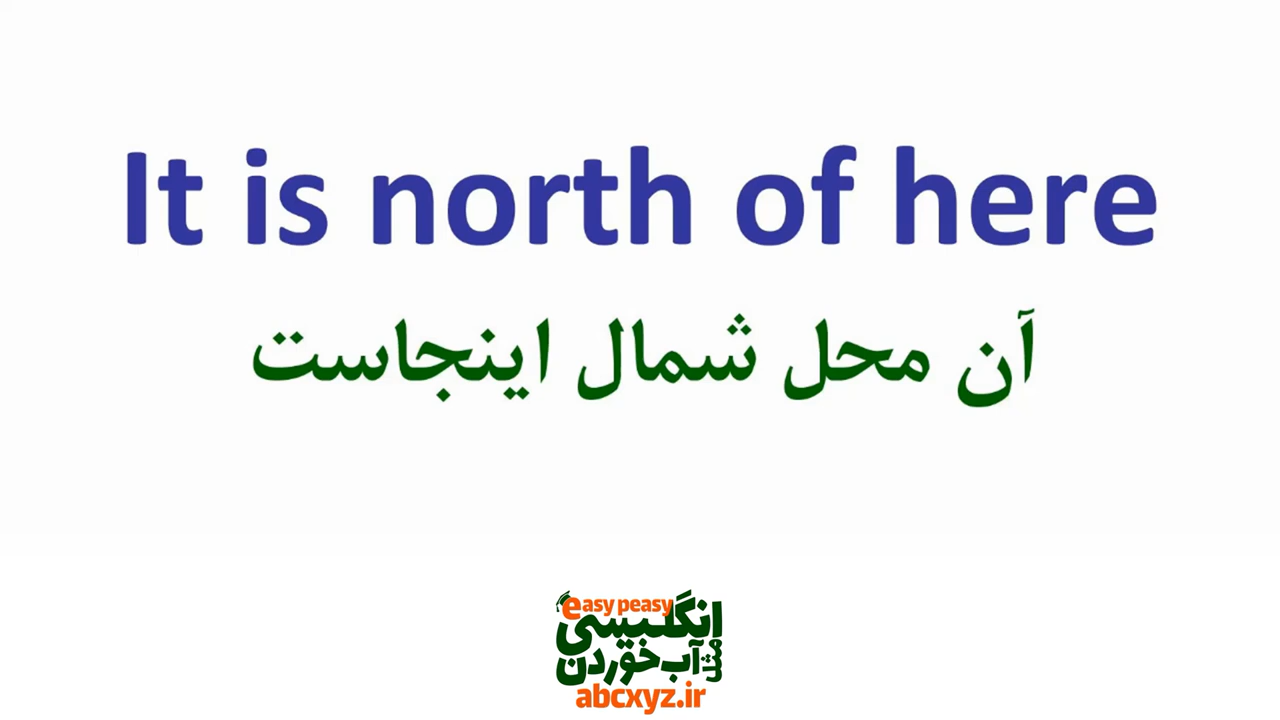 It is north of here
آن محل شمال اینجاست
easy peasy
انگلیسی
مثل آب خوردن
abcxyz.ir